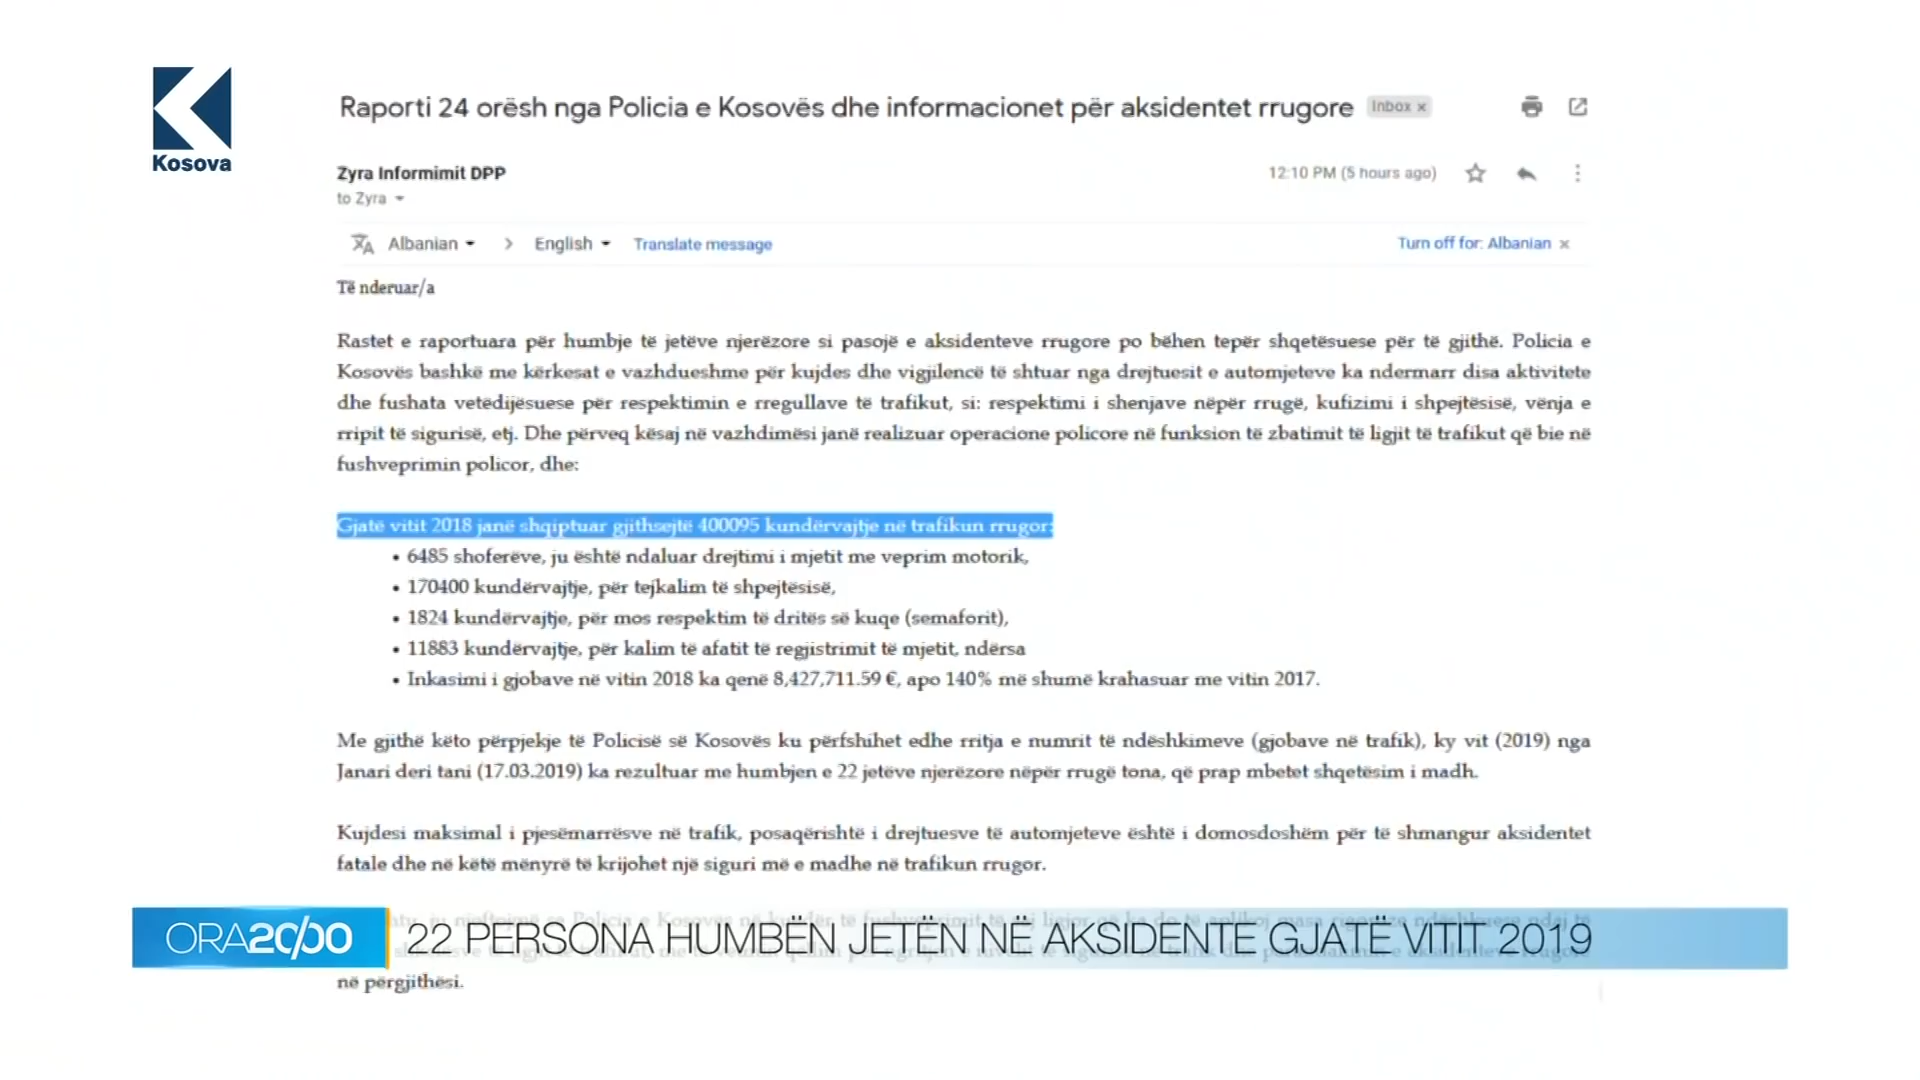 Kosova
Raporti 24 orësh nga Policia e Kosovës dhe informacionet për aksidentet rrugore Inbox x
Zyra Informimit DPP 12:10 PM (5 hours ago)
to Zyra
Albanian > English Translate message Turn off for: Albanian x
Të nderuar/a
Rastet e raportuara për humbje të jetëve njerëzore si pasojë e aksidenteve rrugore po bëhen tepër shqetësuese për të gjithë. Policia e
Kosovës bashkë me kërkesat e vazhdueshme për kujdes dhe vigjilencë të shtuar nga drejtuesit e automjeteve ka ndermarr disa aktivitete
dhe fushata vetëdijësuese për respektimin e rregullave të trafikut, si: respektimi i shenjave nëpër rrugë, kufizimi i shpejtësisë, vënja e
rripit të sigurisë, etj. Dhe përveq kësaj në vazhdimësi janë realizuar operacione policore në funksion të zbatimit të ligjit të trafikut që bie në
fushveprimin policor, dhe:
Gjatë vitit 2018 janë shqiptuar gjithsejtë 400095 kundërvajtje në trafikun rrugor:
• 6485 shoferëve, ju është ndaluar drejtimi i mjetit me veprim motorik,
• 170400 kundërvajtje, për tejkalim të shpejtësisë,
• 1824 kundërvajtje, për mos respektim të dritës së kuqe (semaforit),
• 11883 kundërvajtje, për kalim të afatit të regjistrimit të mjetit, ndërsa
• Inkasimi i gjobave në vitin 2018 ka qenë 8,427,711.59 €, apo 140% më shumë krahasuar me vitin 2017.
Me gjithë këto përpjekje të Policisë së Kosovës ku përfshihet edhe rritja e numrit të ndëshkimeve (gjobave në trafik), ky vit (2019) nga
Janari deri tani (17.03.2019) ka rezultuar me humbjen e 22 jetëve njerëzore nëpër rrugë tona, që prap mbetet shqetësim i madh.
Kujdesi maksimal i pjesëmarrësve në trafik, posaqërishtë i drejtuesve të automjeteve është i domosdoshëm për të shmangur aksidentet
fatale dhe në këtë mënyrë të krijohet një siguri më e madhe në trafikun rrugor.
ORA20/00 22 PERSONA HUMBËN JETËN NË AKSIDENTE GJATË VITIT 2019
në përgjithësi.